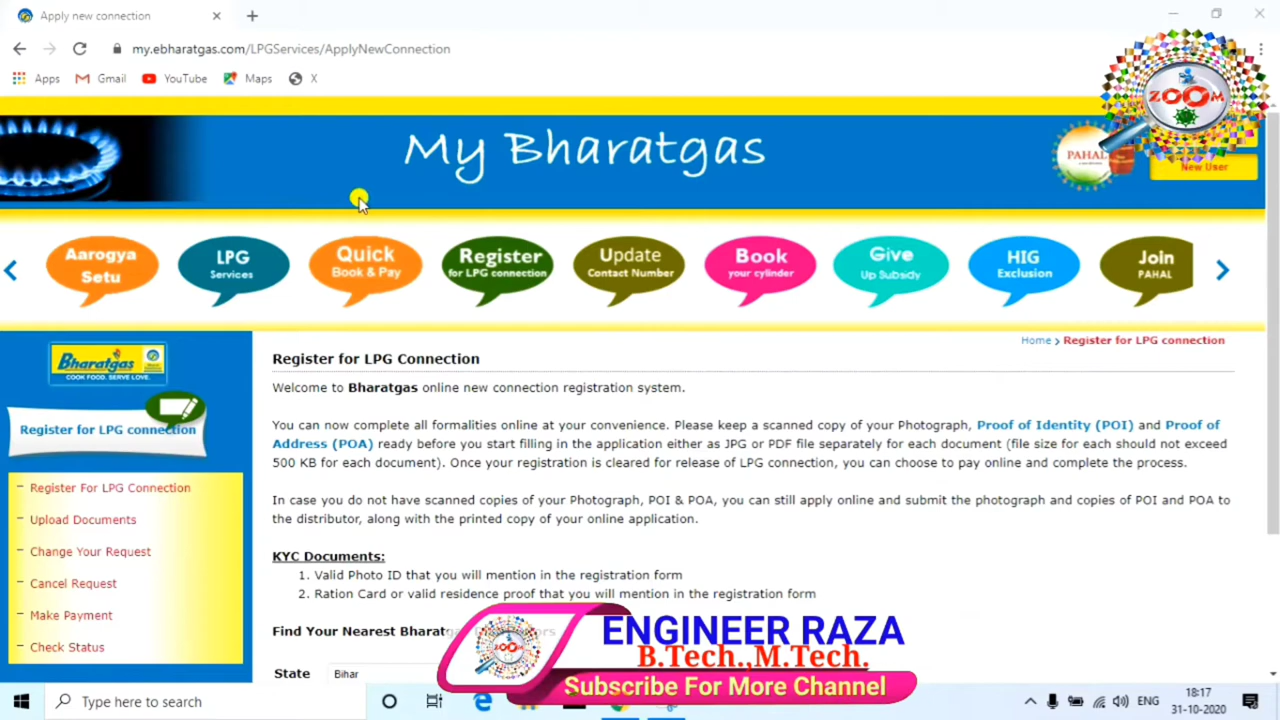 Apply new connection
my.ebharatgas.com/LPGServices/ApplyNewConnection
Apps Gmail YouTube Maps X
ZOOM
My Bharatgas
PAHAL
New User
Aarogya Setu
LPG Services
Quick Book & Pay
Register for LPG connection
Update Contact Number
Book your cylinder
Give Up Subsidy
HIG Exclusion
Join PAHAL
Home > Register for LPG connection
Bharatgas
COOK FOOD. SERVE LOVE.
Register for LPG connection
Register For LPG Connection
Upload Documents
Change Your Request
Cancel Request
Make Payment
Check Status
Register for LPG Connection
Welcome to Bharatgas online new connection registration system.
You can now complete all formalities online at your convenience. Please keep a scanned copy of your Photograph, Proof of Identity (POI) and Proof of
Address (POA) ready before you start filling in the application either as JPG or PDF file separately for each document (file size for each should not exceed
500 KB for each document). Once your registration is cleared for release of LPG connection, you can choose to pay online and complete the process.
In case you do not have scanned copies of your Photograph, POI & POA, you can still apply online and submit the photograph and copies of POI and POA to
the distributor, along with the printed copy of your online application.
KYC Documents:
1. Valid Photo ID that you will mention in the registration form
2. Ration Card or valid residence proof that you will mention in the registration form
Find Your Nearest Bharatg
State Bihar
ENGINEER RAZA
B.Tech.,M.Tech.
Subscribe For More Channel
Type here to search
ENG
18:17
31-10-2020